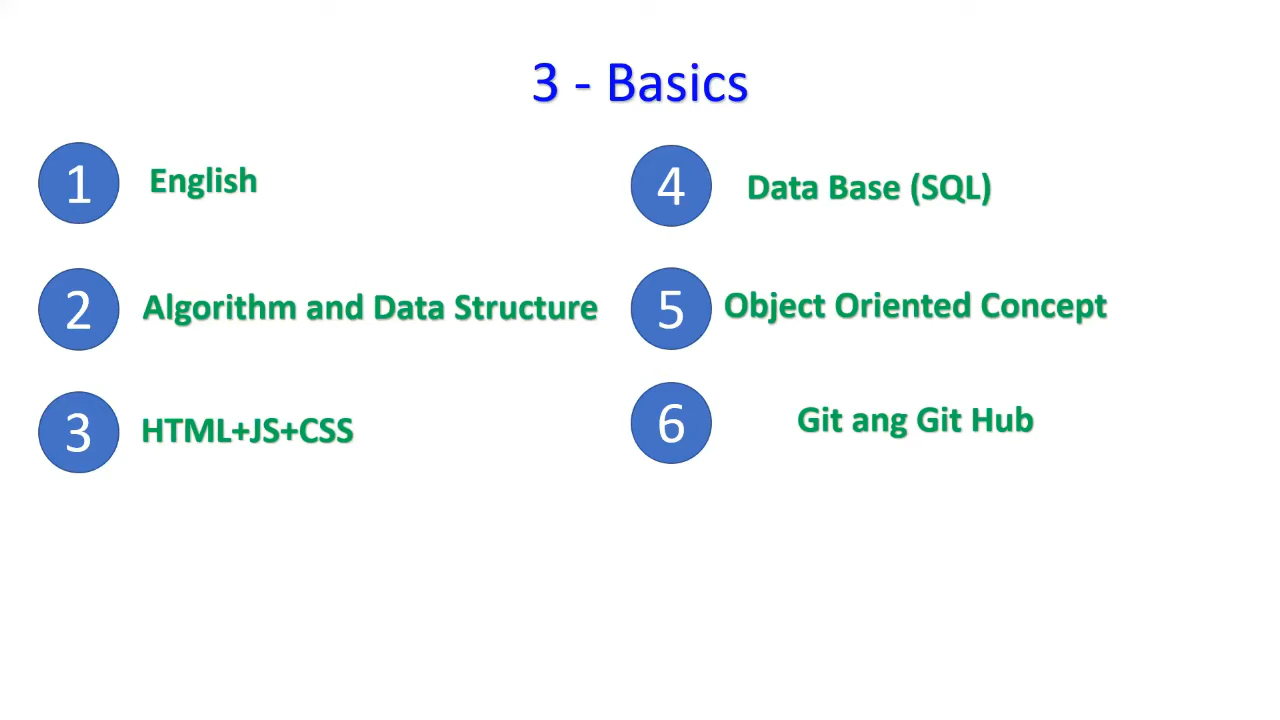 3 - Basics
1 English
2 Algorithm and Data Structure
3 HTML+JS+CSS
4 Data Base (SQL)
5 Object Oriented Concept
6 Git ang Git Hub